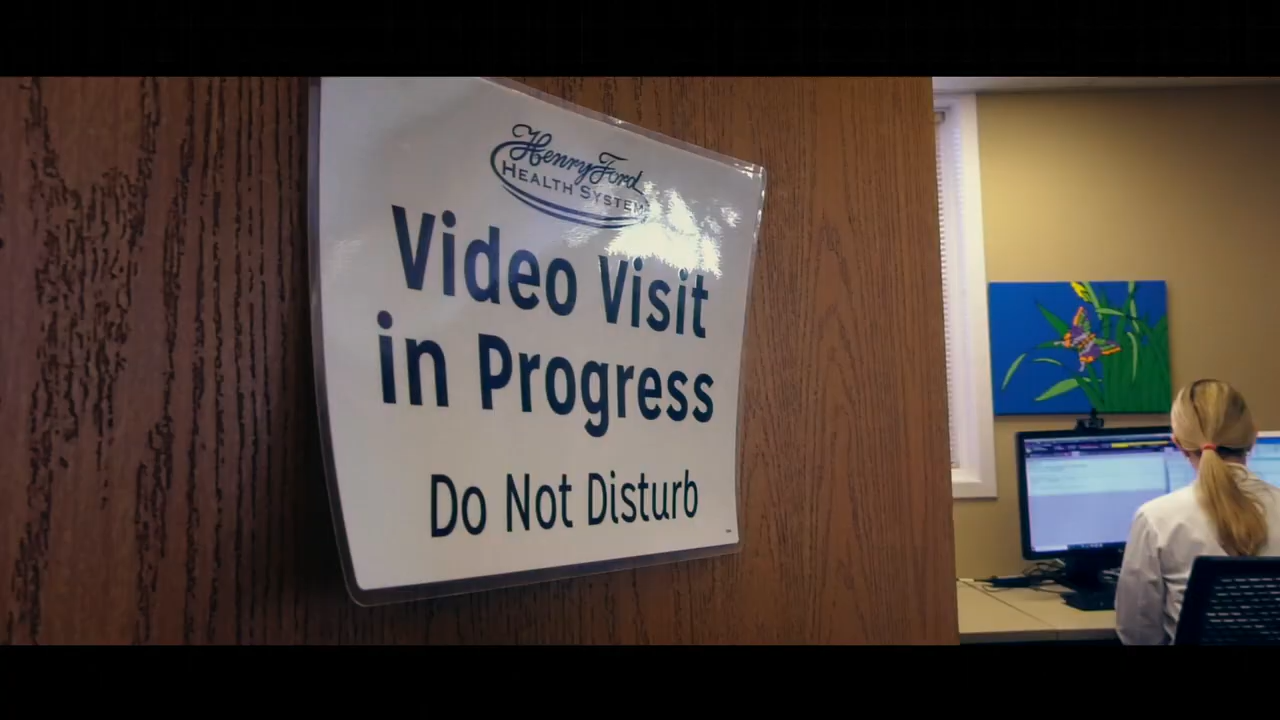 Henry Ford
HEALTH SYSTEM
Video Visit
in Progress
Do Not Disturb